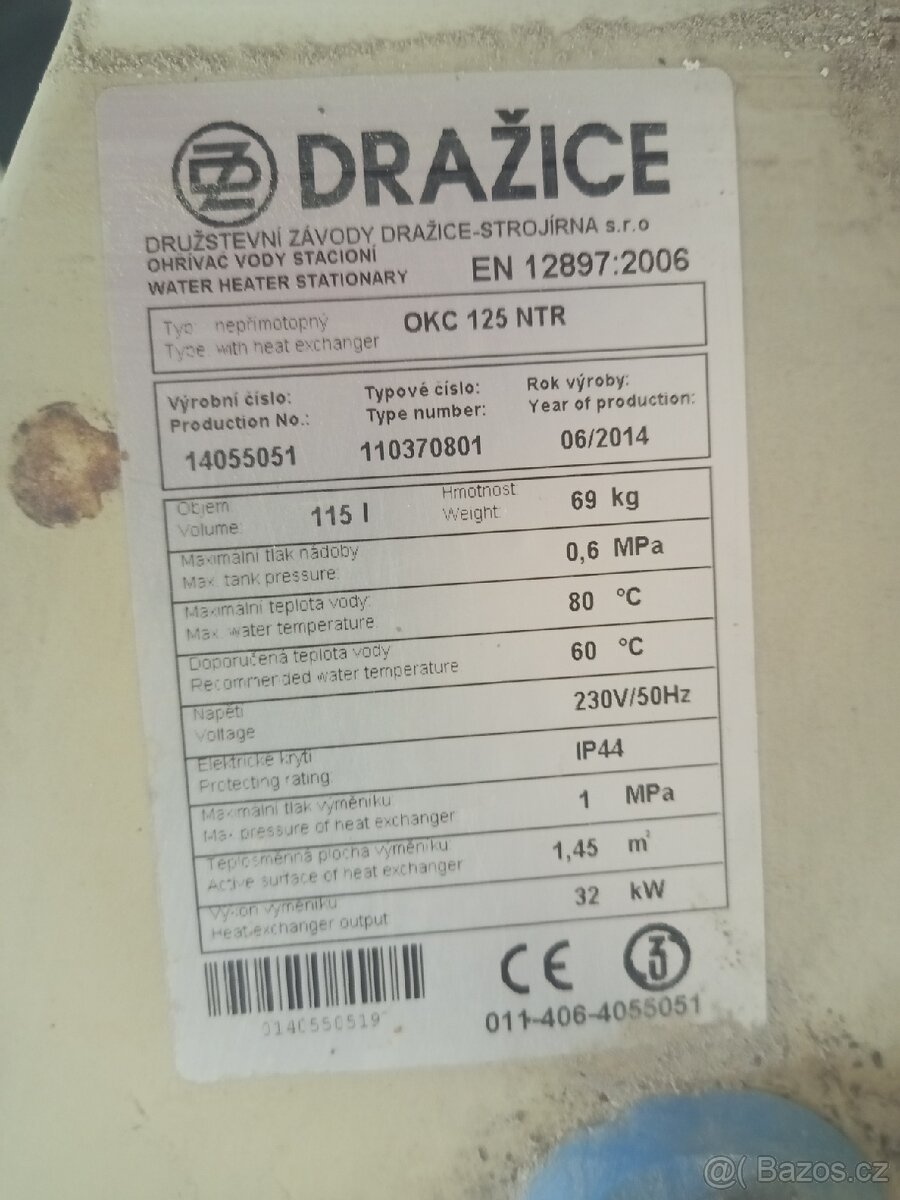 DRAŽICE
DRUŽSTEVNÍ ZÁVODY DRAŽICE-STROJÍRNA s.r.o
OHŘÍVAČ VODY STACIONÍ
WATER HEATER STATIONARY
EN 12897:2006
Typ: nepřímotopný
Type: with heat exchanger
OKC 125 NTR
Výrobní číslo:
Production No.:
14055051
Typové číslo:
Type number:
110370801
Rok výroby:
Year of production:
06/2014
Objem:
Volume:
115 l
Hmotnost:
Weight:
69 kg
Maximální tlak nádoby
Max. tank pressure:
0,6 MPa
Maximální teplota vody:
Max. water temperature:
80 °C
Doporučená teplota vody
Recommended water temperature
60 °C
Napětí
Voltage
230V/50Hz
Elektrické krytí
Protecting rating:
IP44
Maximální tlak výměníku:
Max. pressure of heat exchanger:
1 MPa
Teplosměnná plocha výměníku:
Active surface of heat exchanger
1,45 m²
Výkon výměníku
Heat exchanger output
32 kW
CE
0140550519
011-406-4055051
@( Bazos.cz